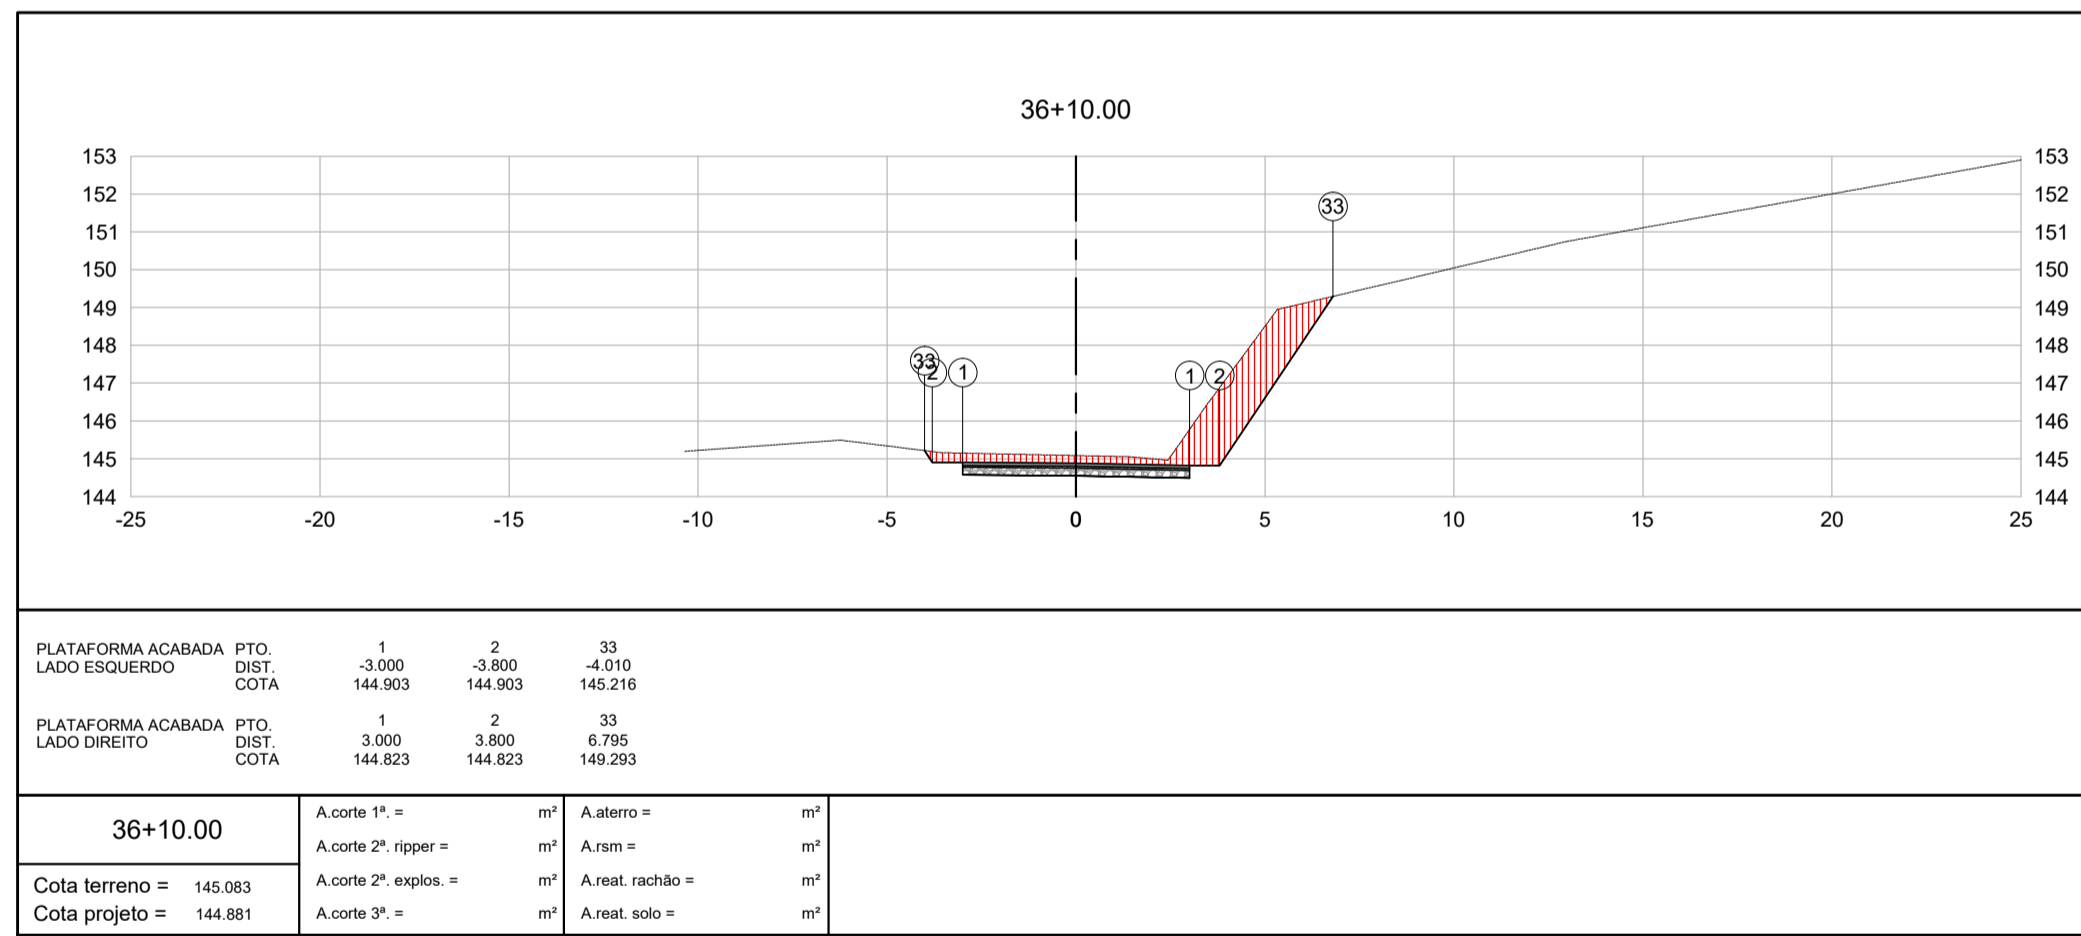 36+10.00
153 153
152 152
33
151 151
150 150
149 149
148 148
33 2 1 1 2
147 147
146 146
145 145
144 144
-25 -20 -15 -10 -5 0 5 10 15 20 25
PLATAFORMA ACABADA PTO. 1 2 33
LADO ESQUERDO DIST. -3.000 -3.800 -4.010
COTA 144.903 144.903 145.216
PLATAFORMA ACABADA PTO. 1 2 33
LADO DIREITO DIST. 3.000 3.800 6.795
COTA 144.823 144.823 149.293
36+10.00
Cota terreno = 145.083
Cota projeto = 144.881
A.corte 1ª. = m²
A.corte 2ª. ripper = m²
A.corte 2ª. explos. = m²
A.corte 3ª. = m²
A.aterro = m²
A.rsm = m²
A.reat. rachão = m²
A.reat. solo = m²